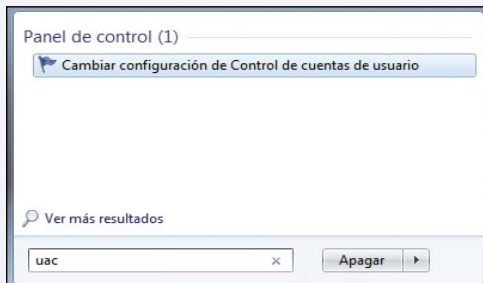 Panel de control (1)
Cambiar configuración de Control de cuentas de usuario
Ver más resultados
uac
Apagar